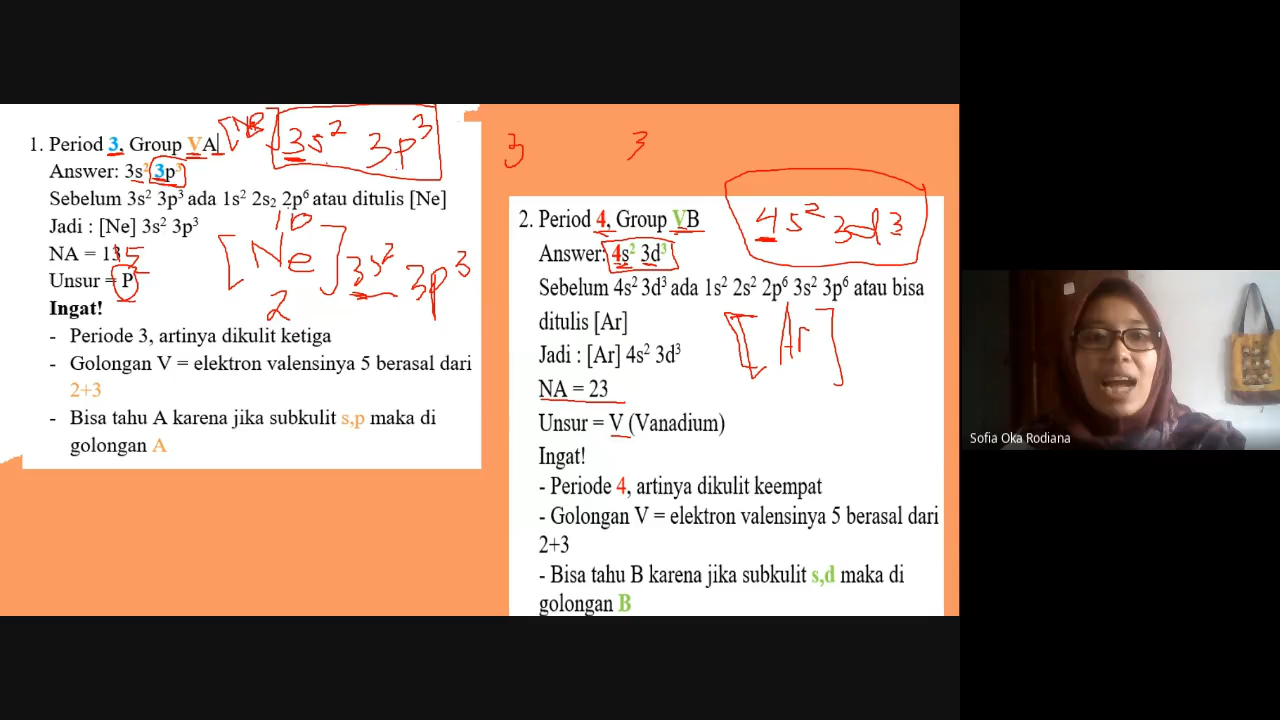 1. Period 3, Group VA
[Ne] 3s² 3p³
Answer: 3s² 3p³
Sebelum 3s² 3p³ ada 1s² 2s₂ 2p⁶ atau ditulis [Ne]
Jadi : [Ne] 3s² 3p³
10
[Ne] 3s² 3p³
2
NA = 13
15
Unsur = P
Ingat!
- Periode 3, artinya dikulit ketiga
- Golongan V = elektron valensinya 5 berasal dari
2+3
- Bisa tahu A karena jika subkulit s,p maka di
golongan A
3 3
2. Period 4, Group VB
4s² 3d³
Answer: 4s² 3d³
Sebelum 4s² 3d³ ada 1s² 2s² 2p⁶ 3s² 3p⁶ atau bisa
ditulis [Ar]
[Ar]
Jadi : [Ar] 4s² 3d³
NA = 23
Unsur = V (Vanadium)
Ingat!
- Periode 4, artinya dikulit keempat
- Golongan V = elektron valensinya 5 berasal dari
2+3
- Bisa tahu B karena jika subkulit s,d maka di
golongan B
Sofia Oka Rodiana